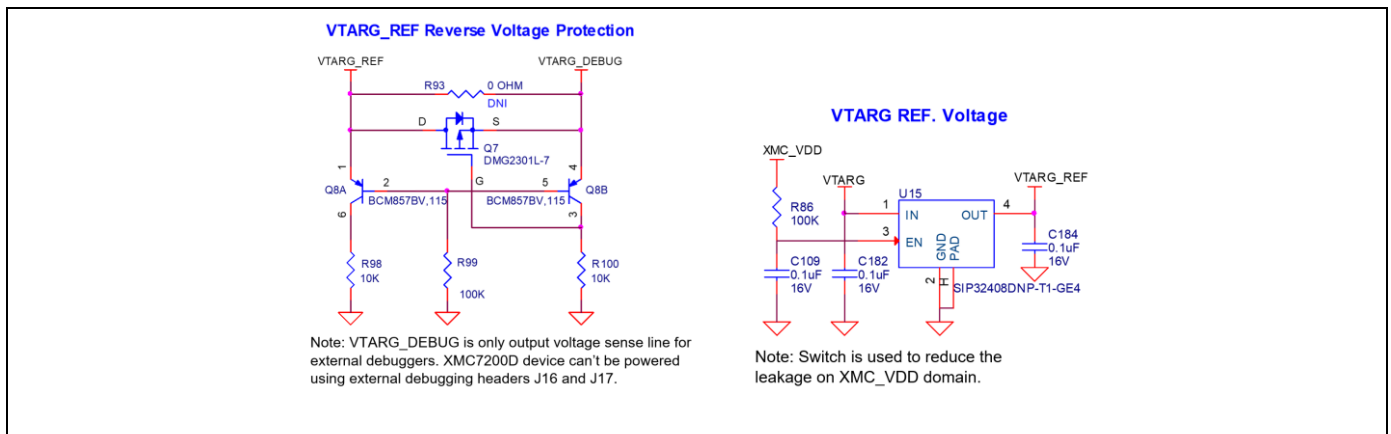 VTARG_REF Reverse Voltage Protection
VTARG_REF
VTARG_DEBUG
R93
0 OHM
DNI
D
S
Q7
DMG2301L-7
G
1
4
Q8A
2
5
Q8B
BCM857BV,115
BCM857BV,115
6
3
R98
10K
R99
100K
R100
10K
Note: VTARG_DEBUG is only output voltage sense line for
external debuggers. XMC7200D device can't be powered
using external debugging headers J16 and J17.
VTARG REF. Voltage
XMC_VDD
VTARG
VTARG_REF
R86
100K
U15
1
IN
OUT
4
3
EN
GND
PAD
C184
0.1uF
16V
C109
0.1uF
16V
C182
0.1uF
16V
2
H
SIP32408DNP-T1-GE4
Note: Switch is used to reduce the
leakage on XMC_VDD domain.